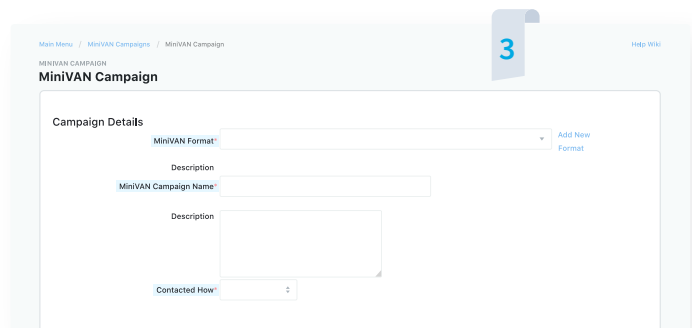 3
Main Menu / MiniVAN Campaigns / MiniVAN Campaign
Help Wiki
MINIVAN CAMPAIGN
MiniVAN Campaign
Campaign Details
MiniVAN Format*
Add New
Format
Description
MiniVAN Campaign Name*
Description
Contacted How*